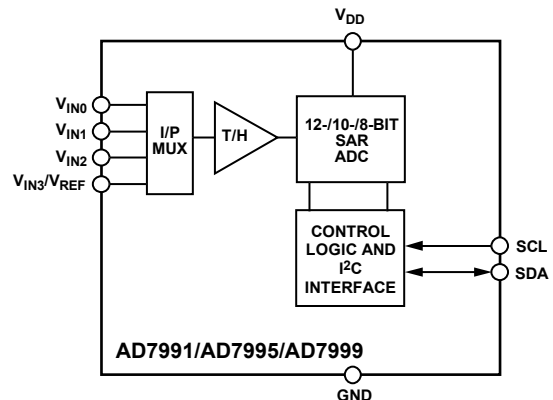 VDD
VIN0
VIN1
VIN2
VIN3/VREF
I/P
MUX
T/H
12-/10-/8-BIT
SAR
ADC
CONTROL
LOGIC AND
I2C
INTERFACE
SCL
SDA
AD7991/AD7995/AD7999
GND